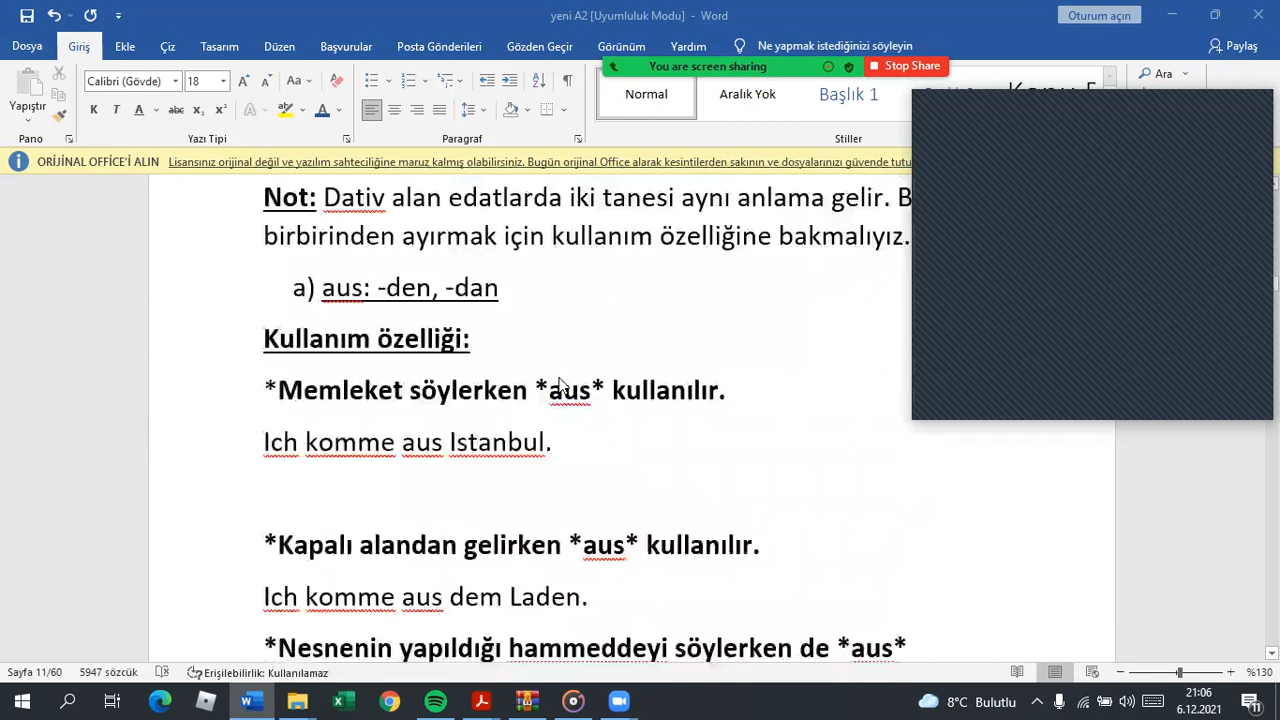 yeni A2 [Uyumluluk Modu] - Word
Oturum açın
Dosya Giriş Ekle Çiz Tasarım Düzen Başvurular Posta Gönderileri Gözden Geçir Görünüm Yardım Ne yapmak istediğinizi söyleyin Paylaş
You are screen sharing Stop Share
Yapıştır
Calibri (Gövde) 18
Normal
Aralık Yok
Başlık 1
Ara
Pano Yazı Tipi Paragraf Stiller
ORİJİNAL OFFICE'İ ALIN Lisansınız orijinal değil ve yazılım sahteciliğine maruz kalmış olabilirsiniz. Bugün orijinal Office alarak kesintilerden sakının ve dosyalarınızı güvende
Not: Dativ alan edatlarda iki tanesi aynı anlama gelir.
birbirinden ayırmak için kullanım özelliğine bakmalıyız.
a) aus: -den, -dan
Kullanım özelliği:
*Memleket söylerken *aus* kullanılır.
Ich komme aus Istanbul.
*Kapalı alandan gelirken *aus* kullanılır.
Ich komme aus dem Laden.
*Nesnenin yapıldığı hammeddeyi söylerken de *aus*
Sayfa 11/60 5947 sözcük Erişilebilirlik: Kullanılamaz %130
8°C Bulutlu
21:06
6.12.2021
11